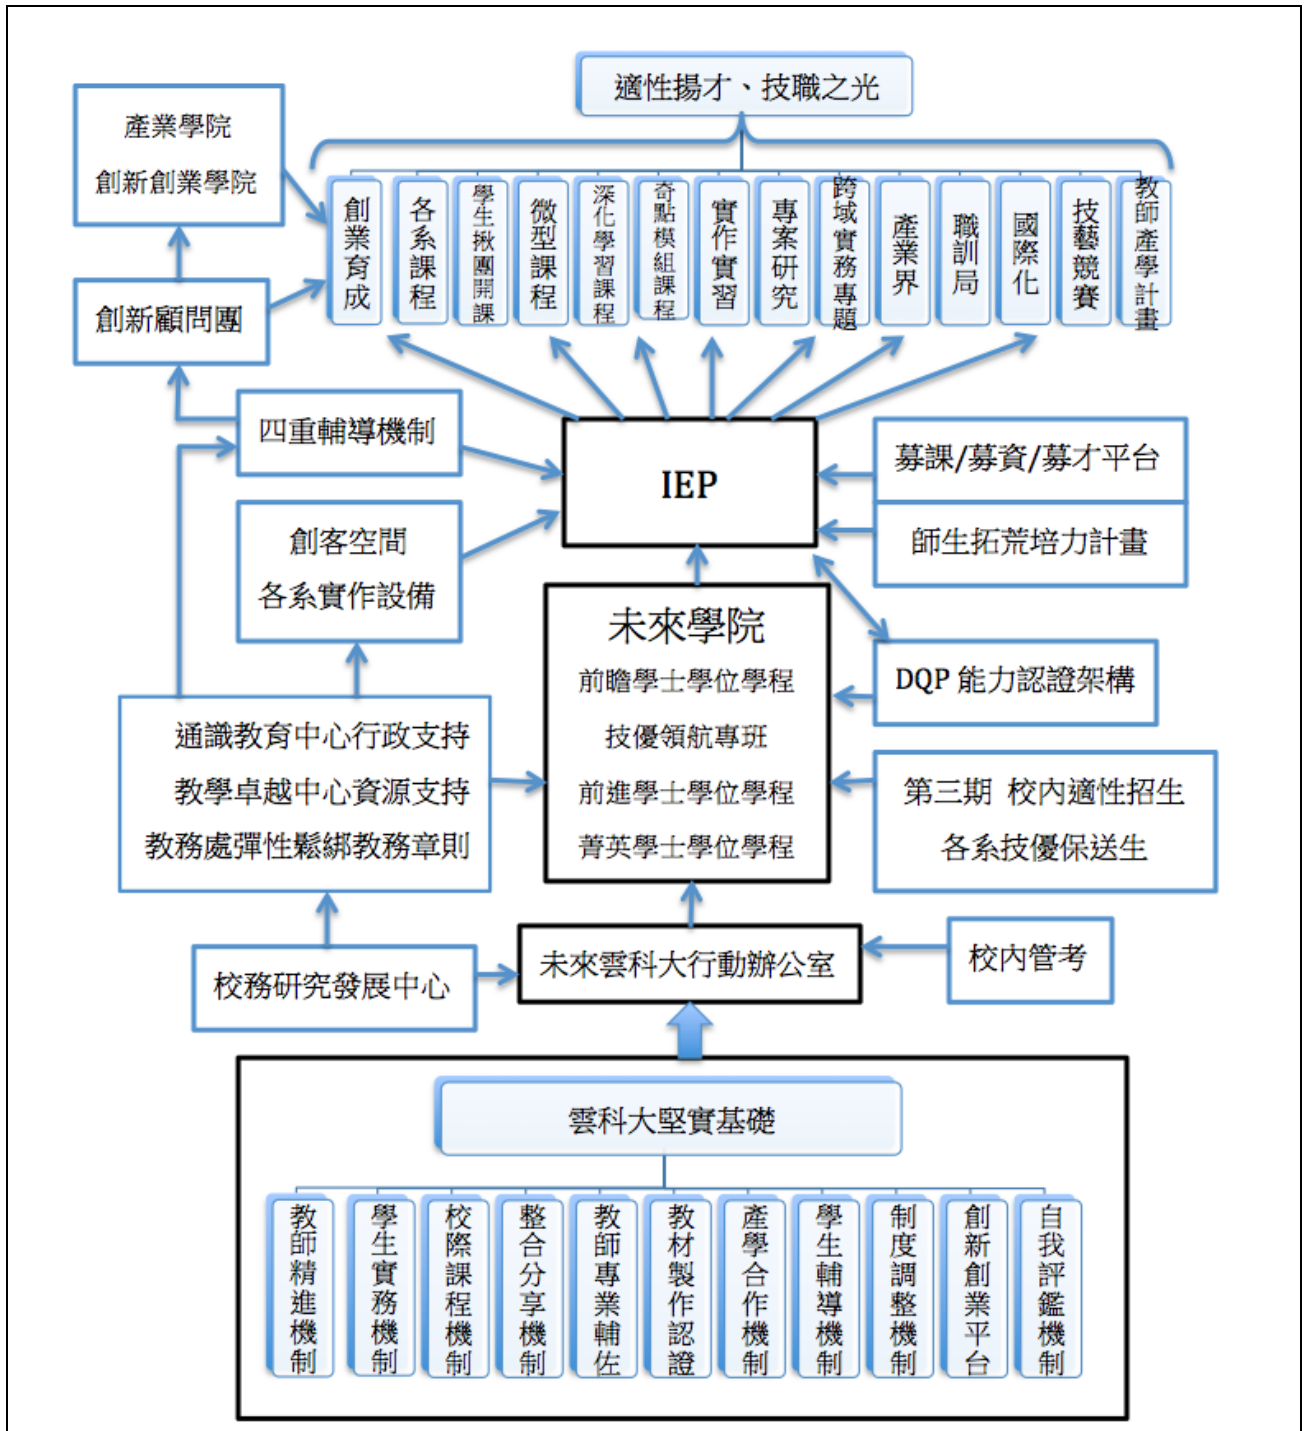 適性揚才、技職之光
產業學院
創新創業學院
創業育成
各系課程
學生揪團開課
微型課程
深化學習課程
奇點模組課程
實作實習
專案研究
跨域實務專題
產業界
職訓局
國際化
技藝競賽
教師產學計畫
創新顧問團
四重輔導機制
IEP
募課/募資/募才平台
師生拓荒培力計畫
創客空間
各系實作設備
未來學院
前瞻學士學位學程
技優領航專班
前進學士學位學程
菁英學士學位學程
DQP 能力認證架構
通識教育中心行政支持
教學卓越中心資源支持
教務處彈性鬆綁教務章則
第三期 校內適性招生
各系技優保送生
校務研究發展中心
未來雲科大行動辦公室
校內管考
雲科大堅實基礎
教師精進機制
學生實務機制
校際課程機制
整合分享機制
教師專業輔佐
教材製作認證
產學合作機制
學生輔導機制
制度調整機制
創新創業平台
自我評鑑機制